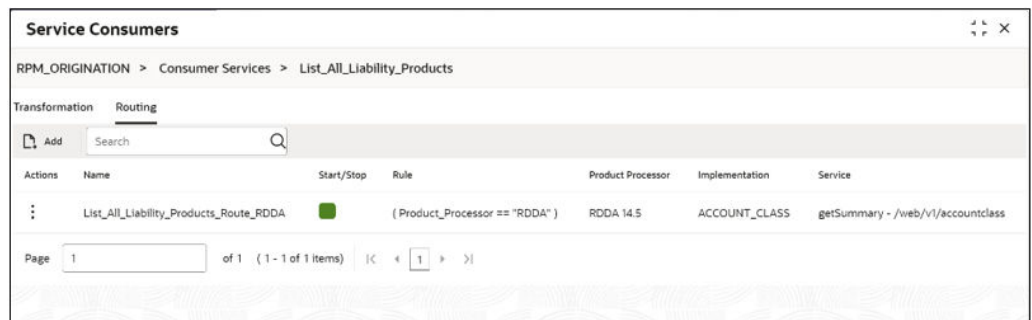 Service Consumers
RPM_ORIGINATION > Consumer Services > List_All_Liability_Products
Transformation Routing
Add Search
Actions Name Start/Stop Rule Product Processor Implementation Service
List_All_Liability_Products_Route_RDDA ( Product_Processor == "RDDA" ) RDDA 14.5 ACCOUNT_CLASS getSummary - /web/v1/accountclass
Page 1 of 1 ( 1 - 1 of 1 items) 1